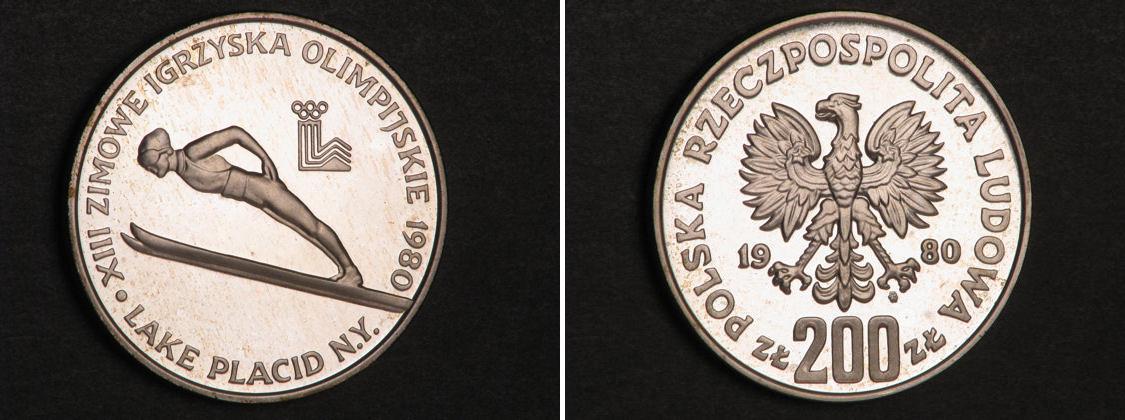 XIII ZIMOWE IGRZYSKA OLIMPIJSKIE 1980
• LAKE PLACID N.Y.
POLSKA RZECZPOSPOLITA LUDOWA
19 80
ZŁ 200 ZŁ